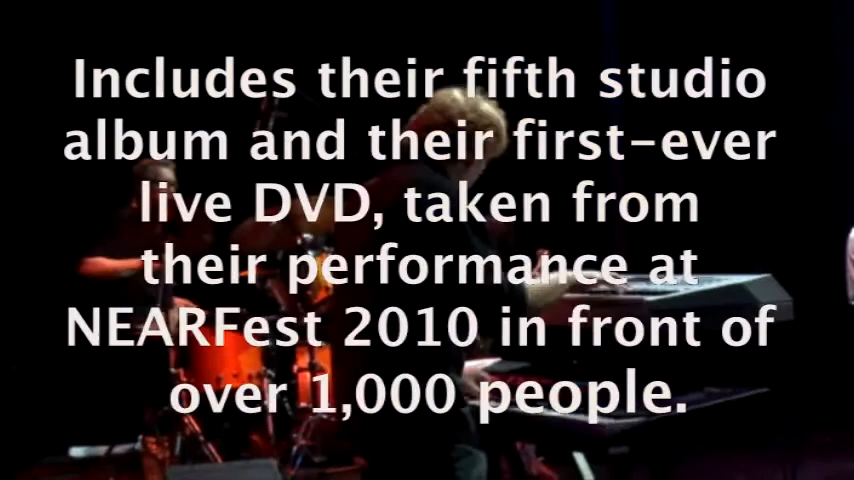 Includes their fifth studio
album and their first-ever
live DVD, taken from
their performance at
NEARFest 2010 in front of
over 1,000 people.